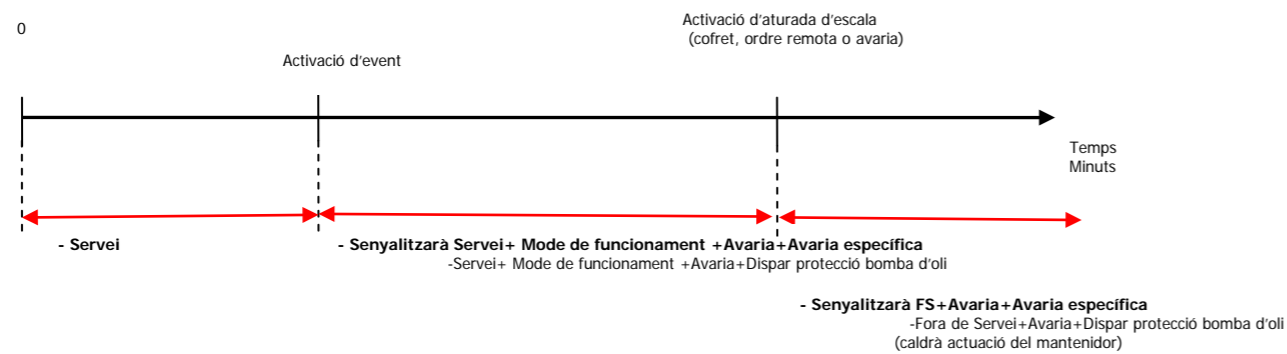 Activació d'aturada d'escala
(cofret, ordre remota o avaria)
0
Activació d'event
Temps
Minuts
- Servei
- Senyalitzarà Servei+ Mode de funcionament +Avaria+Avaria específica
-Servei+ Mode de funcionament +Avaria+Dispar protecció bomba d'oli
- Senyalitzarà FS+Avaria+Avaria específica
-Fora de Servei+Avaria+Dispar protecció bomba d'oli
(caldrà actuació del mantenidor)